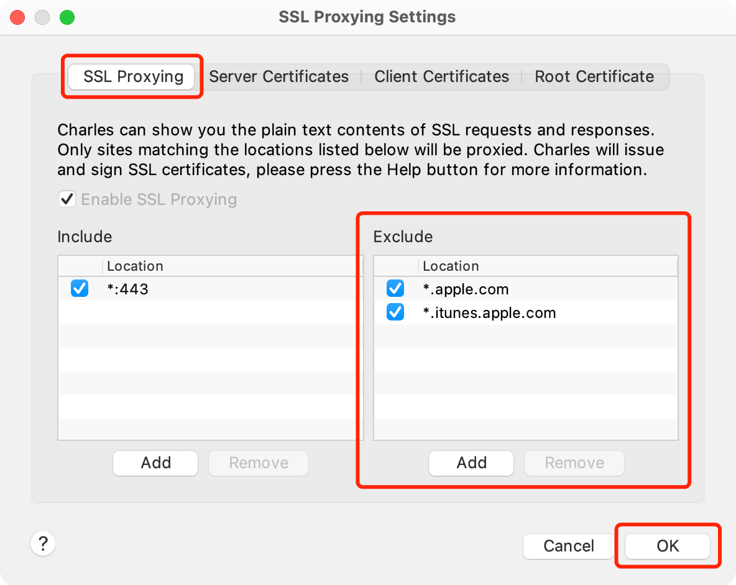 SSL Proxying Settings
SSL Proxying
Server Certificates
Client Certificates
Root Certificate
Charles can show you the plain text contents of SSL requests and responses.
Only sites matching the locations listed below will be proxied. Charles will issue
and sign SSL certificates, please press the Help button for more information.
Enable SSL Proxying
Include
Location
*:443
Add
Remove
Exclude
Location
*.apple.com
*.itunes.apple.com
Add
Remove
?
Cancel
OK